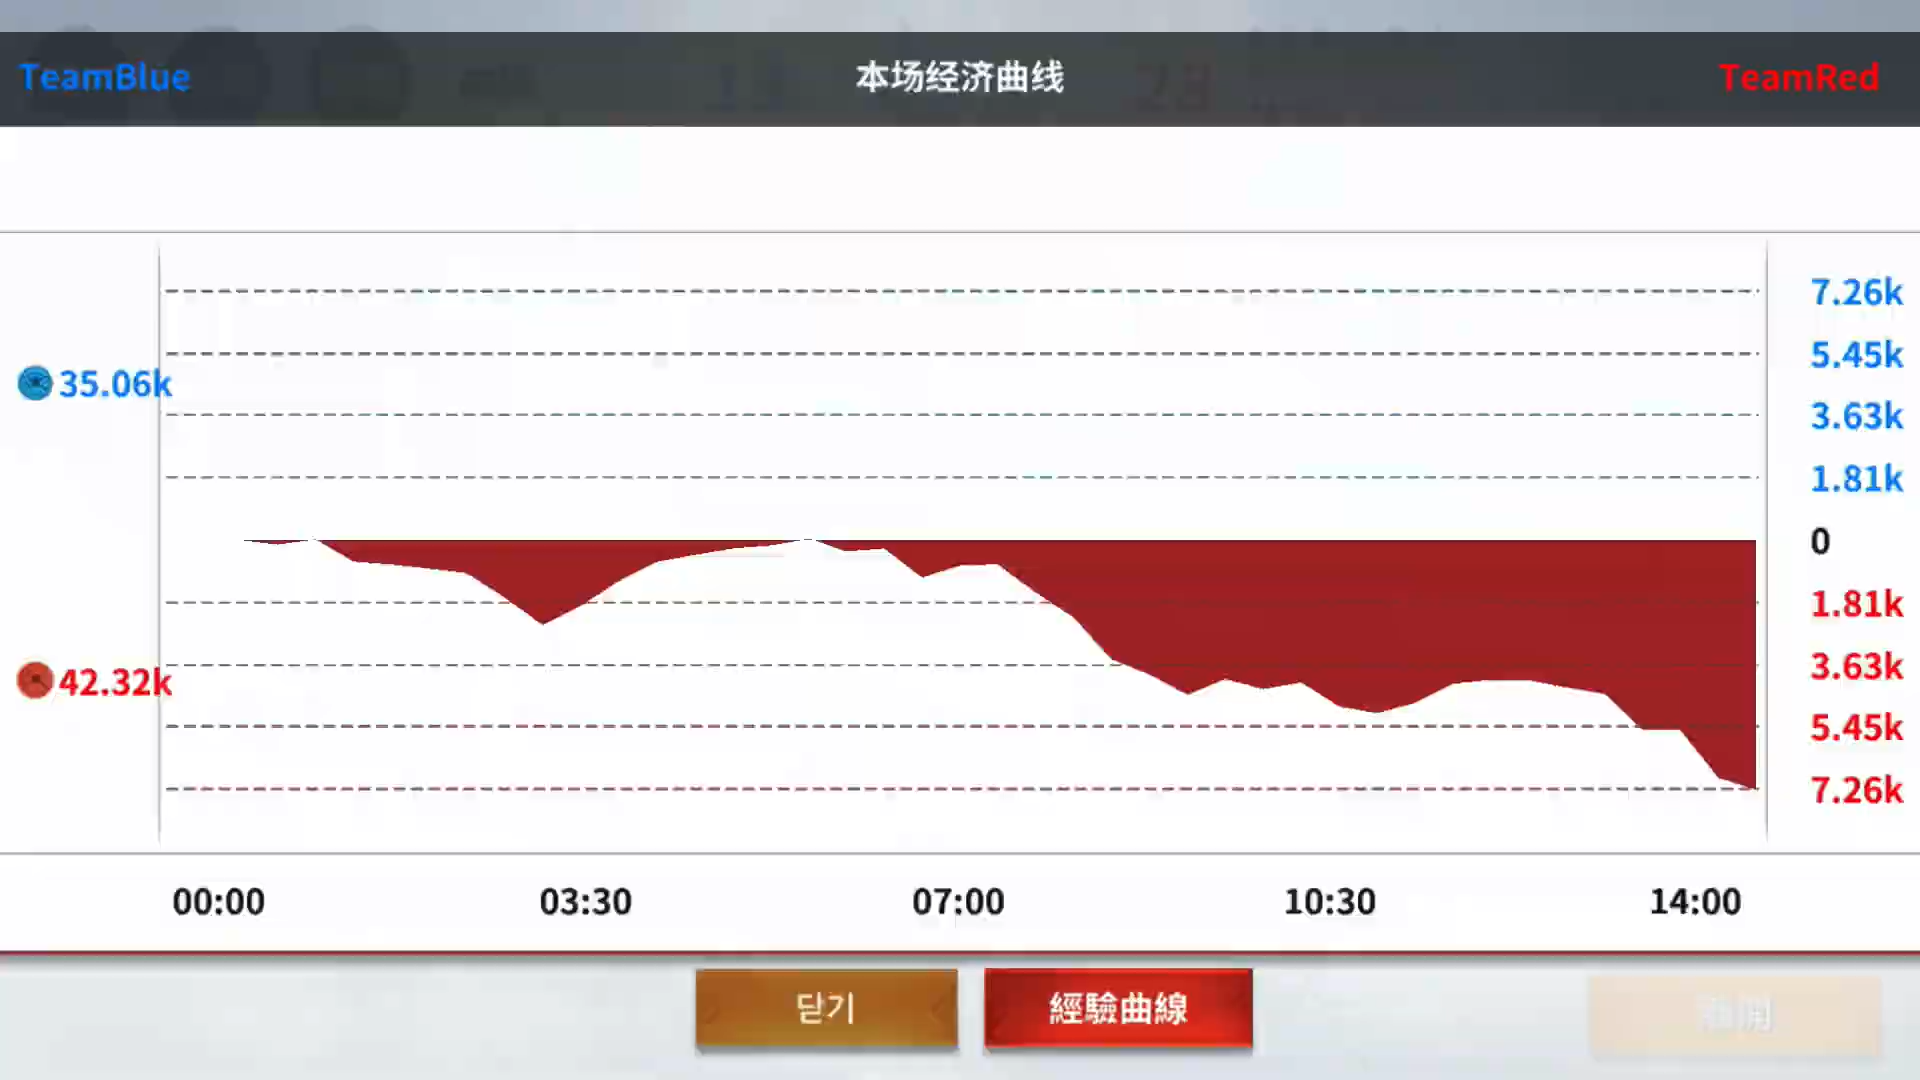 TeamBlue 本场经济曲线 TeamRed
7.26k
5.45k
35.06k
3.63k
1.81k
0
1.81k
3.63k
42.32k
5.45k
7.26k
00:00 03:30 07:00 10:30 14:00
닫기 經驗曲線